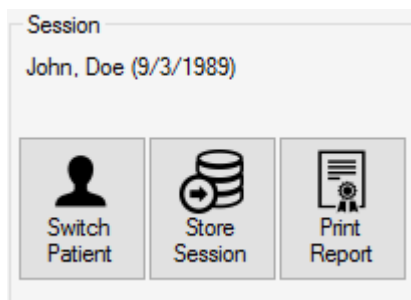 Session
John, Doe (9/3/1989)
Switch
Patient
Store
Session
Print
Report